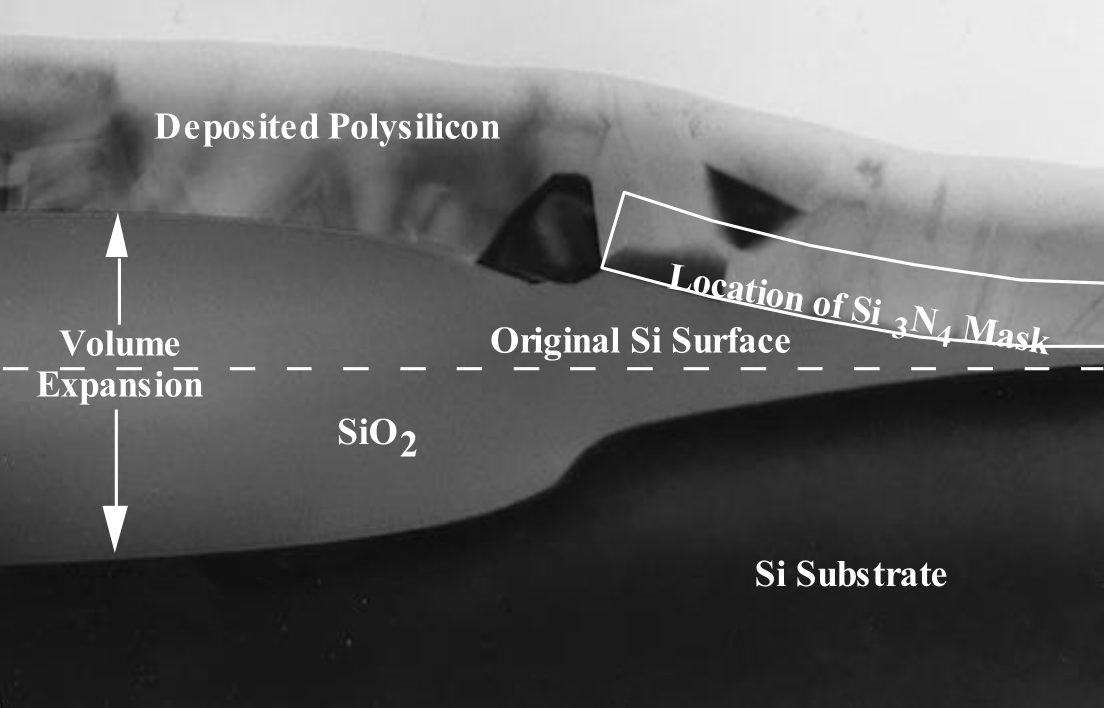 Deposited Polysilicon
Location of Si 3N4 Mask
Volume
Expansion
Original Si Surface
SiO2
Si Substrate